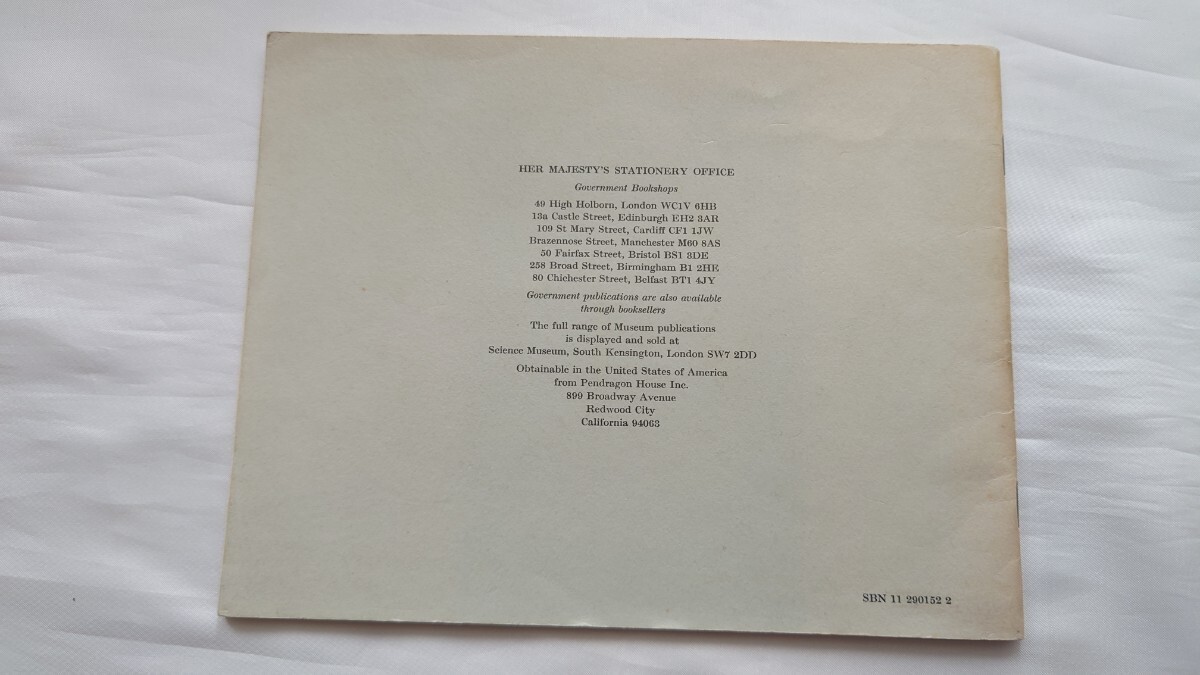 HER MAJESTY'S STATIONERY OFFICE
Government Bookshops
49 High Holborn, London WC1V 6HB
13a Castle Street, Edinburgh EH2 3AR
109 St Mary Street, Cardiff CF1 1JW
Brazennose Street, Manchester M60 8AS
50 Fairfax Street, Bristol BS1 3DE
258 Broad Street, Birmingham B1 2HE
80 Chichester Street, Belfast BT1 4JY
Government publications are also available
through booksellers
The full range of Museum publications
is displayed and sold at
Science Museum, South Kensington, London SW7 2DD
Obtainable in the United States of America
from Pendragon House Inc.
899 Broadway Avenue
Redwood City
California 94063
SBN 11 290152 2